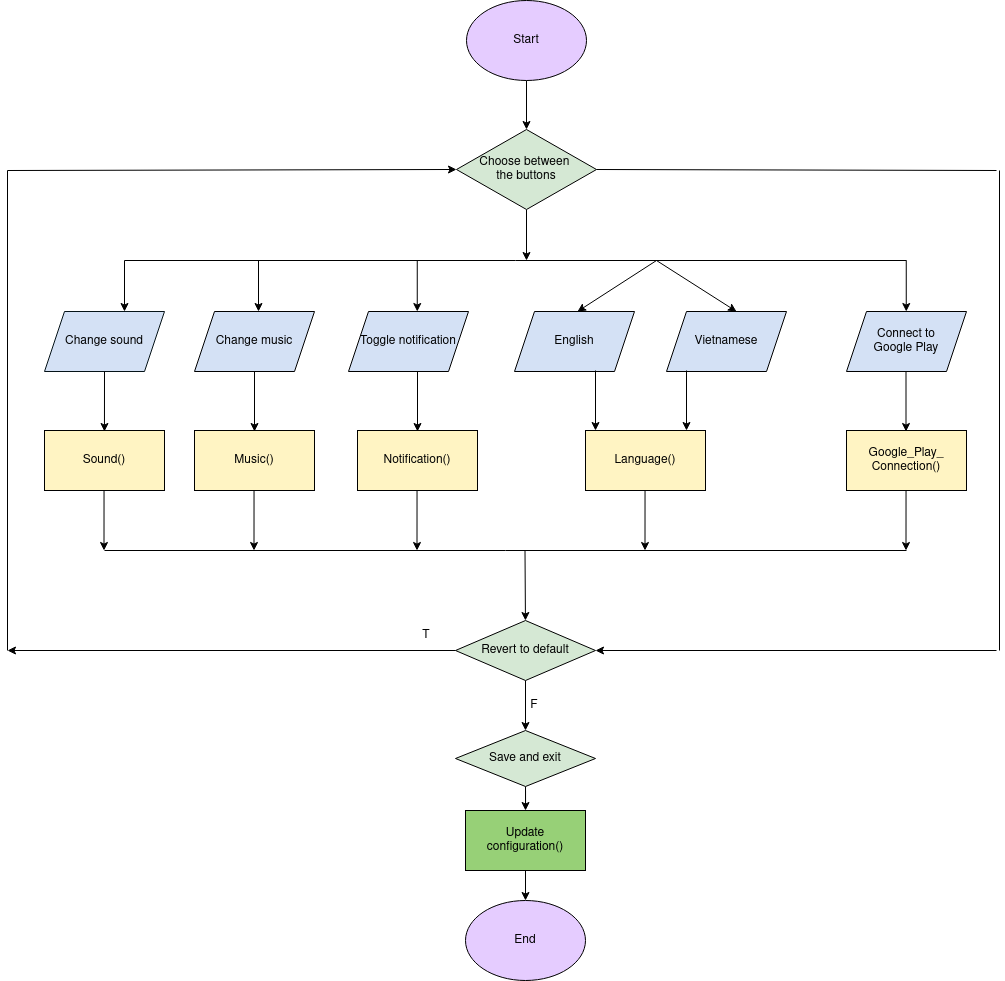 Start
Choose between
the buttons
Change sound
Change music
Toggle notification
English
Vietnamese
Connect to
Google Play
Sound()
Music()
Notification()
Language()
Google_Play_
Connection()
T
Revert to default
F
Save and exit
Update
configuration()
End